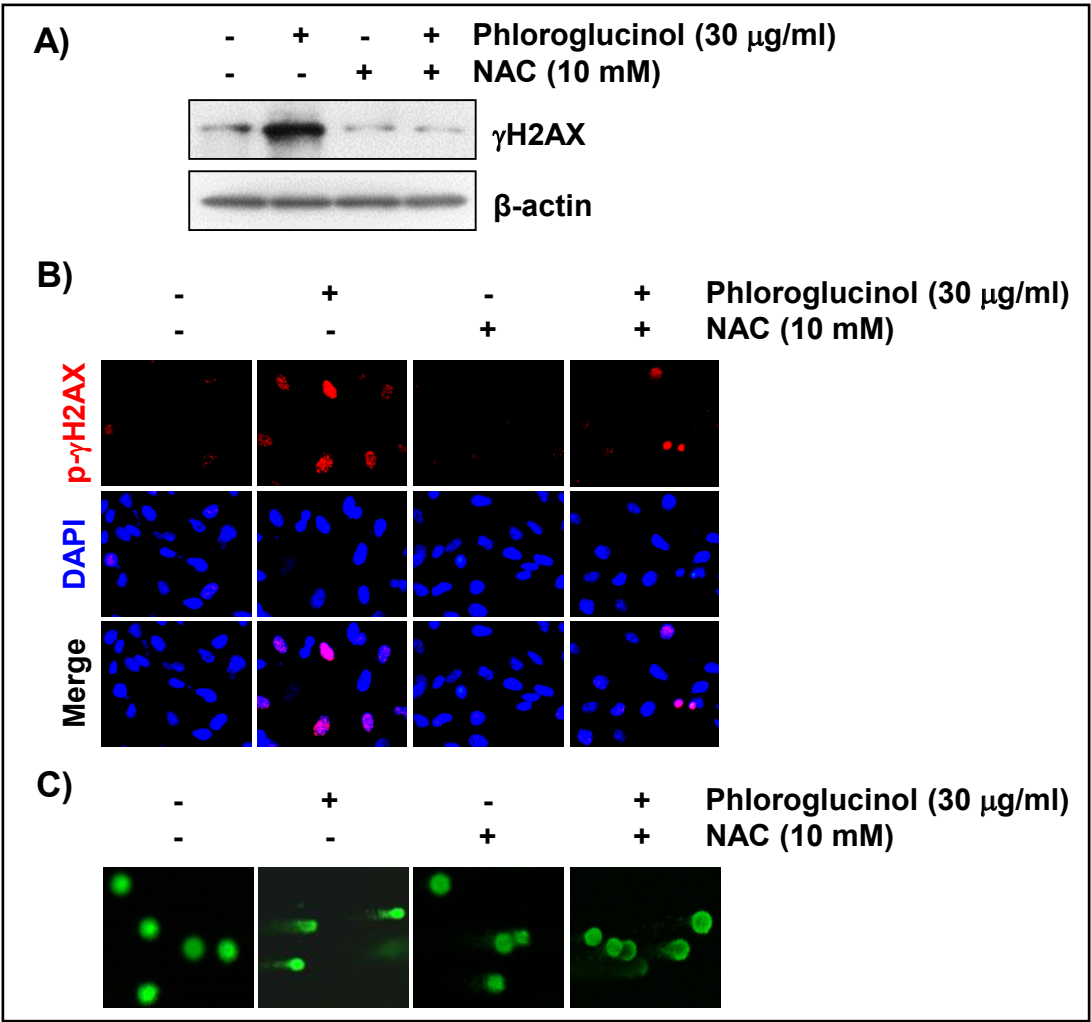 A)
- + - + Phloroglucinol (30 μg/ml)
- - + + NAC (10 mM)
γH2AX
β-actin
B)
- + - + Phloroglucinol (30 μg/ml)
- - + + NAC (10 mM)
p-γH2AX
DAPI
Merge
C)
- + - + Phloroglucinol (30 μg/ml)
- - + + NAC (10 mM)